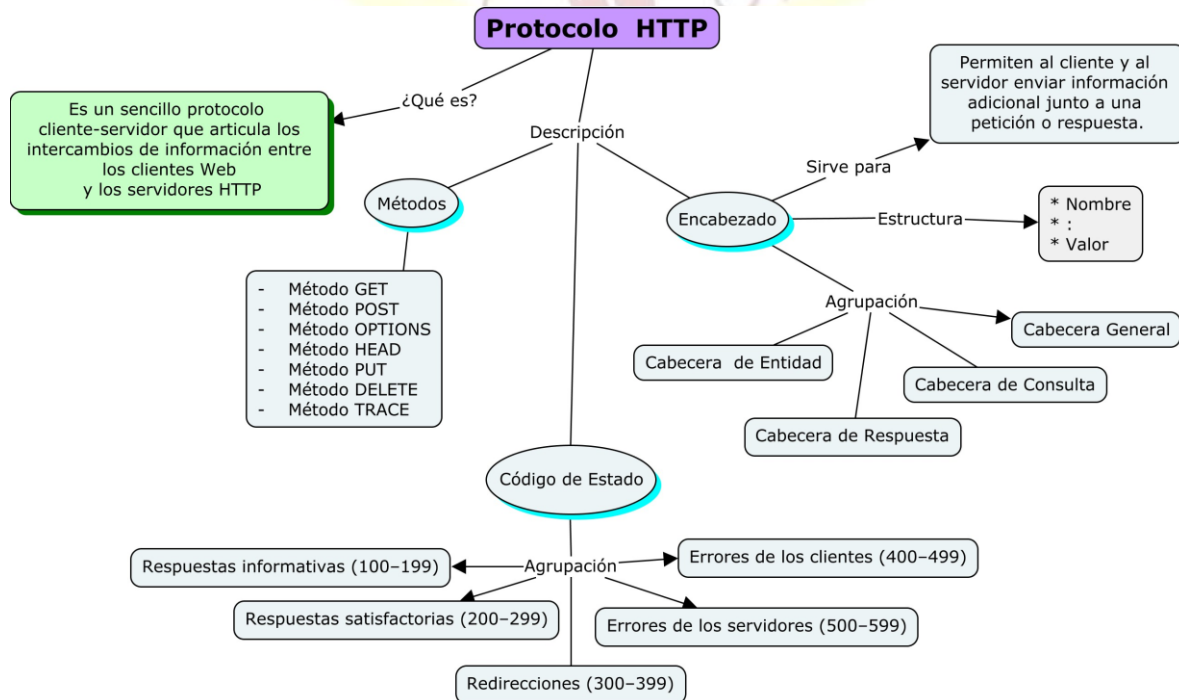 Protocolo HTTP
¿Qué es?
Es un sencillo protocolo
cliente-servidor que articula los
intercambios de información entre
los clientes Web
y los servidores HTTP
Descripción
Métodos
- Método GET
- Método POST
- Método OPTIONS
- Método HEAD
- Método PUT
- Método DELETE
- Método TRACE
Encabezado
Sirve para
Permiten al cliente y al
servidor enviar información
adicional junto a una
petición o respuesta.
Estructura
* Nombre
* :
* Valor
Agrupación
Cabecera General
Cabecera de Entidad
Cabecera de Consulta
Cabecera de Respuesta
Código de Estado
Agrupación
Respuestas informativas (100–199)
Errores de los clientes (400–499)
Respuestas satisfactorias (200–299)
Errores de los servidores (500–599)
Redirecciones (300–399)